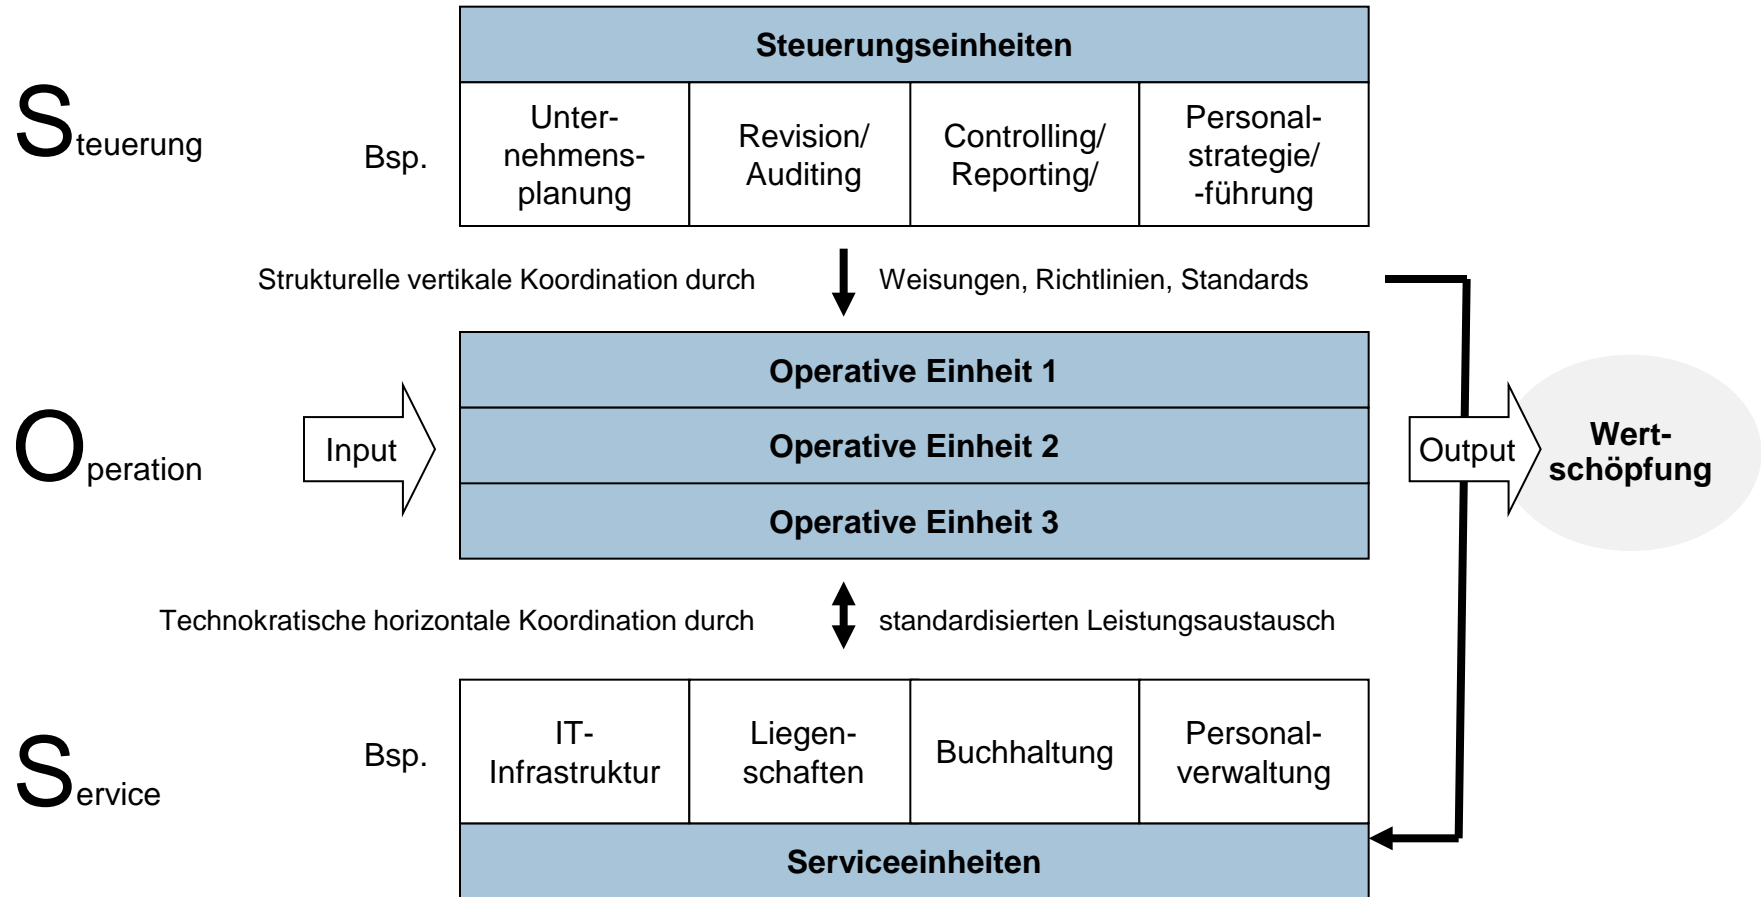 Steuerungseinheiten
Steuerung
Bsp.
Unter-
nehmens-
planung
Revision/
Auditing
Controlling/
Reporting/
Personal-
strategie/
-führung
Strukturelle vertikale Koordination durch
Weisungen, Richtlinien, Standards
Operation
Input
Operative Einheit 1
Operative Einheit 2
Operative Einheit 3
Output
Wert-
schöpfung
Technokratische horizontale Koordination durch
standardisierten Leistungsaustausch
Service
Bsp.
IT-
Infrastruktur
Liegen-
schaften
Buchhaltung
Personal-
verwaltung
Serviceeinheiten